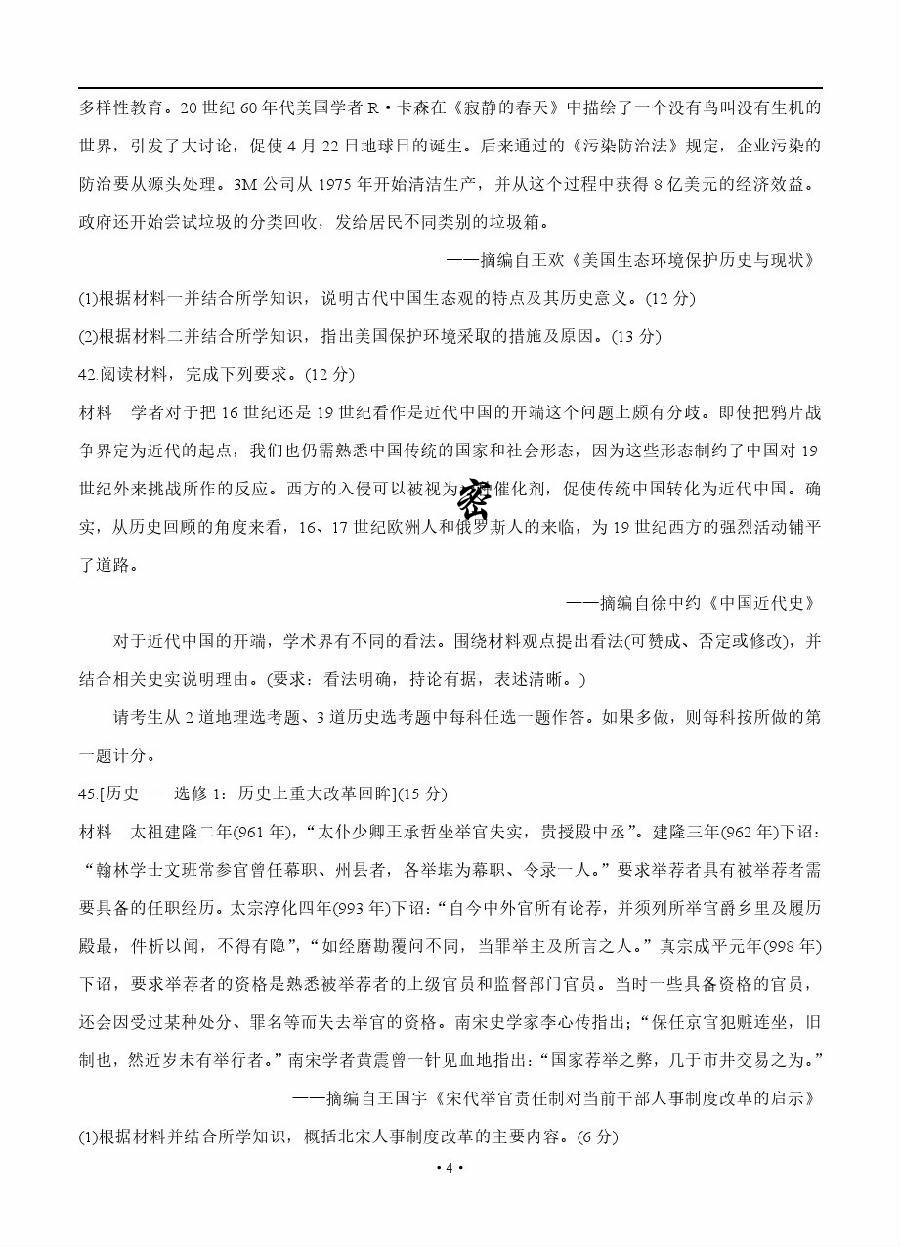 多样性教育。20 世纪 60 年代美国学者 R·卡森在《寂静的春天》中描绘了一个没有鸟叫没有生机的
世界，引发了大讨论，促使 4 月 22 日地球日的诞生。后来通过的《污染防治法》规定，企业污染的
防治要从源头处理。3M 公司从 1975 年开始清洁生产，并从这个过程中获得 8 亿美元的经济效益。
政府还开始尝试垃圾的分类回收，发给居民不同类别的垃圾箱。
——摘编自王欢《美国生态环境保护历史与现状》
(1)根据材料一并结合所学知识，说明古代中国生态观的特点及其历史意义。(12 分)
(2)根据材料二并结合所学知识，指出美国保护环境采取的措施及原因。(13 分)
42.阅读材料，完成下列要求。(12 分)
材料　学者对于把 16 世纪还是 19 世纪看作是近代中国的开端这个问题上颇有分歧。即使把鸦片战
争界定为近代的起点，我们也仍需熟悉中国传统的国家和社会形态，因为这些形态制约了中国对 19
世纪外来挑战所作的反应。西方的入侵可以被视为催化剂，促使传统中国转化为近代中国。确
实，从历史回顾的角度来看，16、17 世纪欧洲人和俄罗斯人的来临，为 19 世纪西方的强烈活动铺平
了道路。
密
——摘编自徐中约《中国近代史》
对于近代中国的开端，学术界有不同的看法。围绕材料观点提出看法(可赞成、否定或修改)，并
结合相关史实说明理由。(要求：看法明确，持论有据，表述清晰。)
请考生从 2 道地理选考题、3 道历史选考题中每科任选一题作答。如果多做，则每科按所做的第
一题计分。
45.[历史　　选修 1：历史上重大改革回眸](15 分)
材料　太祖建隆二年(961 年)，“太仆少卿王承哲坐举官失实，责授殿中丞”。建隆三年(962 年)下诏：
“翰林学士文班常参官曾任幕职、州县者，各举堪为幕职、令录一人。”要求举荐者具有被举荐者需
要具备的任职经历。太宗淳化四年(993 年)下诏：“自今中外官所有论荐，并须列所举官爵乡里及履历
殿最，件析以闻，不得有隐”，“如经磨勘覆问不同，当罪举主及所言之人。”真宗咸平元年(998 年)
下诏，要求举荐者的资格是熟悉被举荐者的上级官员和监督部门官员。当时一些具备资格的官员，
还会因受过某种处分、罪名等而失去举官的资格。南宋史学家李心传指出；“保任京官犯赃连坐，旧
制也，然近岁未有举行者。”南宋学者黄震曾一针见血地指出：“国家荐举之弊，几于市井交易之为。”
——摘编自王国宇《宋代举官责任制对当前干部人事制度改革的启示》
(1)根据材料并结合所学知识，概括北宋人事制度改革的主要内容。(6 分)
·4·